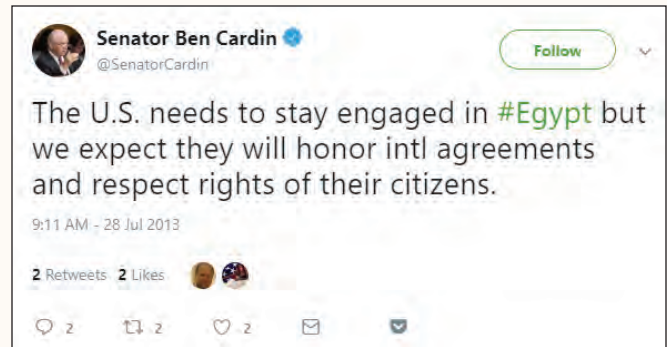 Senator Ben Cardin
@SenatorCardin
Follow
The U.S. needs to stay engaged in #Egypt but
we expect they will honor intl agreements
and respect rights of their citizens.
9:11 AM - 28 Jul 2013
2 Retweets 2 Likes
2 2 2